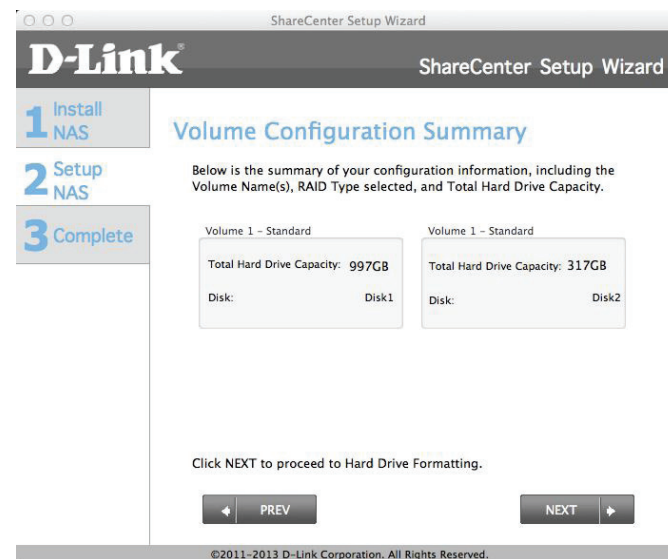 ShareCenter Setup Wizard
D-Link®
ShareCenter Setup Wizard
1 Install
NAS
2 Setup
NAS
3 Complete
Volume Configuration Summary
Below is the summary of your configuration information, including the
Volume Name(s), RAID Type selected, and Total Hard Drive Capacity.
Volume 1 – Standard
Total Hard Drive Capacity: 997GB
Disk: Disk1
Volume 1 – Standard
Total Hard Drive Capacity: 317GB
Disk: Disk2
Click NEXT to proceed to Hard Drive Formatting.
PREV
NEXT
©2011-2013 D-Link Corporation. All Rights Reserved.